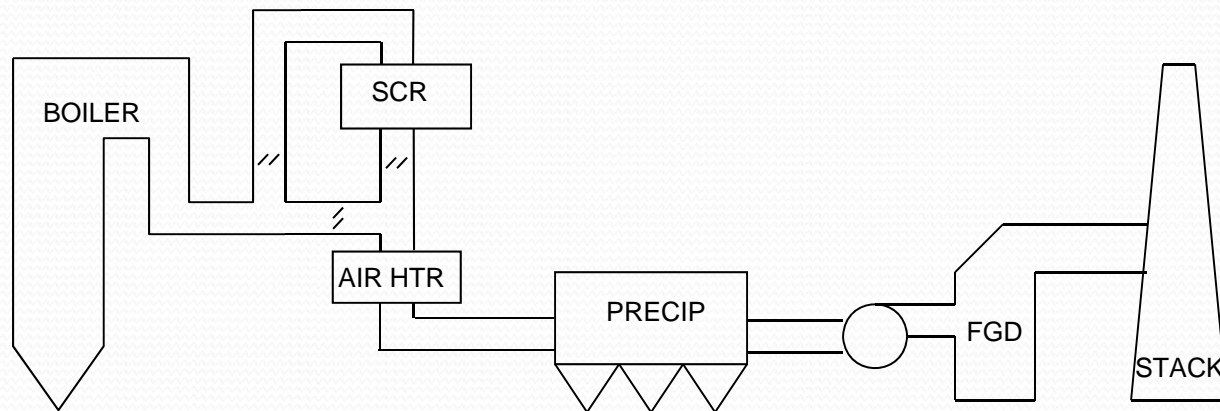 BOILER
SCR
AIR HTR
PRECIP
FGD
STACK